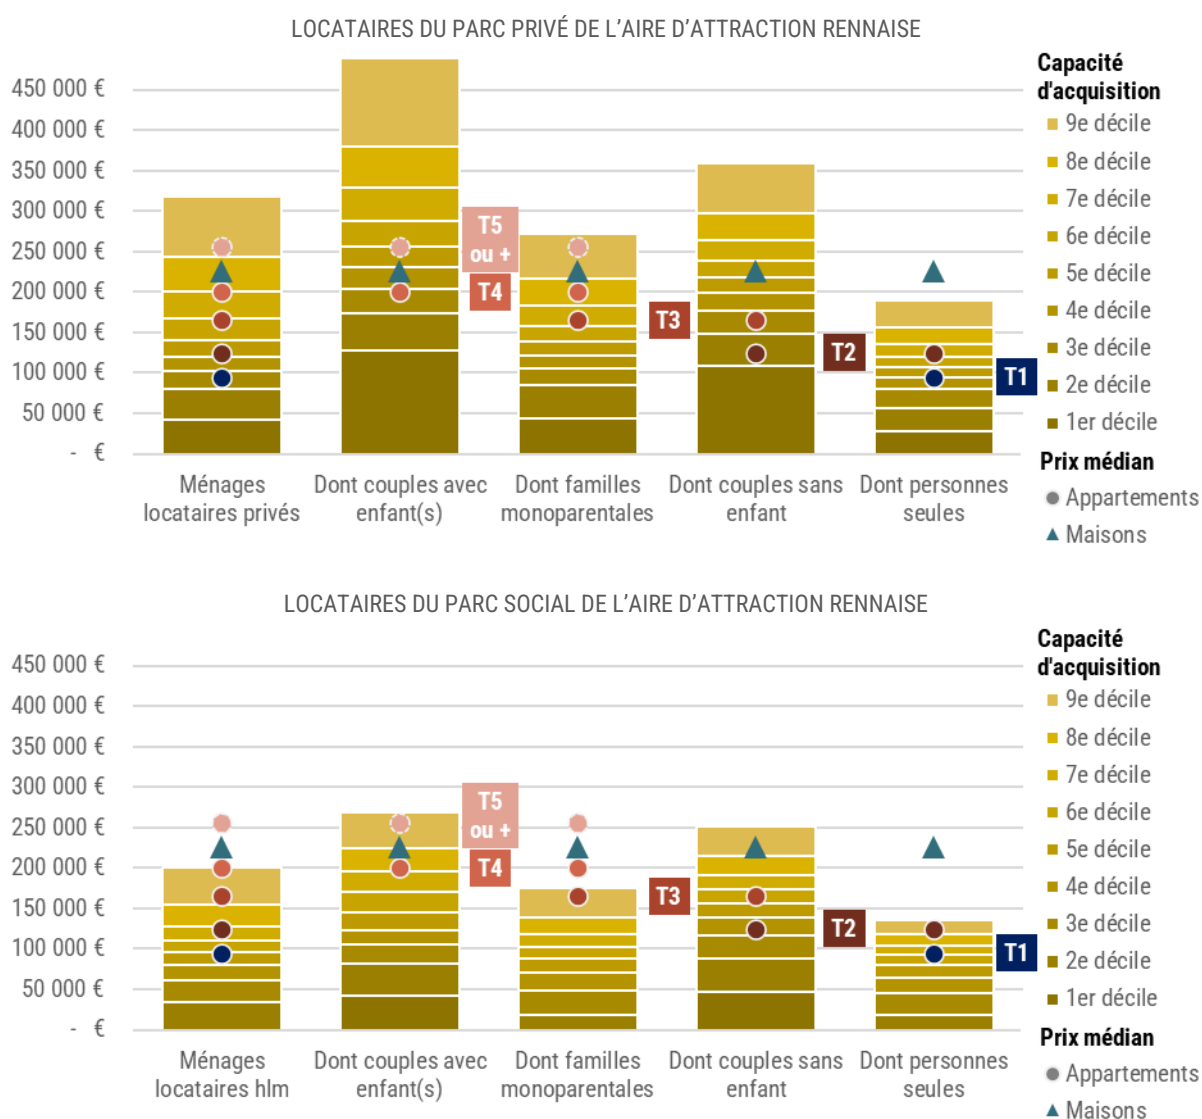 LOCATAIRES DU PARC PRIVÉ DE L'AIRE D'ATTRACTION RENNAISE
450 000 €
400 000 €
350 000 €
300 000 €
250 000 €
200 000 €
150 000 €
100 000 €
50 000 €
- €
T5
ou +
T4
T3
T2
T1
Ménages
locataires privés
Dont couples avec
enfant(s)
Dont familles
monoparentales
Dont couples sans
enfant
Dont personnes
seules
Capacité
d'acquisition
9e décile
8e décile
7e décile
6e décile
5e décile
4e décile
3e décile
2e décile
1er décile
Prix médian
Appartements
Maisons
LOCATAIRES DU PARC SOCIAL DE L'AIRE D'ATTRACTION RENNAISE
450 000 €
400 000 €
350 000 €
300 000 €
250 000 €
200 000 €
150 000 €
100 000 €
50 000 €
- €
T5
ou +
T4
T3
T2
T1
Ménages
locataires hlm
Dont couples avec
enfant(s)
Dont familles
monoparentales
Dont couples sans
enfant
Dont personnes
seules
Capacité
d'acquisition
9e décile
8e décile
7e décile
6e décile
5e décile
4e décile
3e décile
2e décile
1er décile
Prix médian
Appartements
Maisons